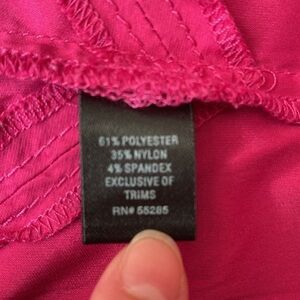 61% POLYESTER
35% NYLON
4% SPANDEX
EXCLUSIVE OF
TRIMS
RN# 55285